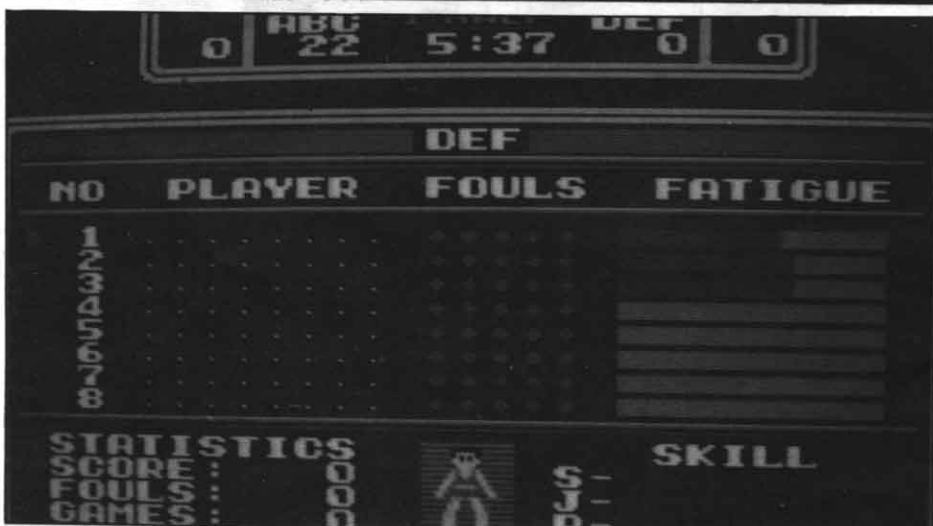 ABC DEF
0 22 5:37 0 0
DEF
NO PLAYER FOULS FATIGUE
1
2
3
4
5
6
7
8
STATISTICS SKILL
SCORE: 0 S-
FOULS: 0 J-
GAMES: 0